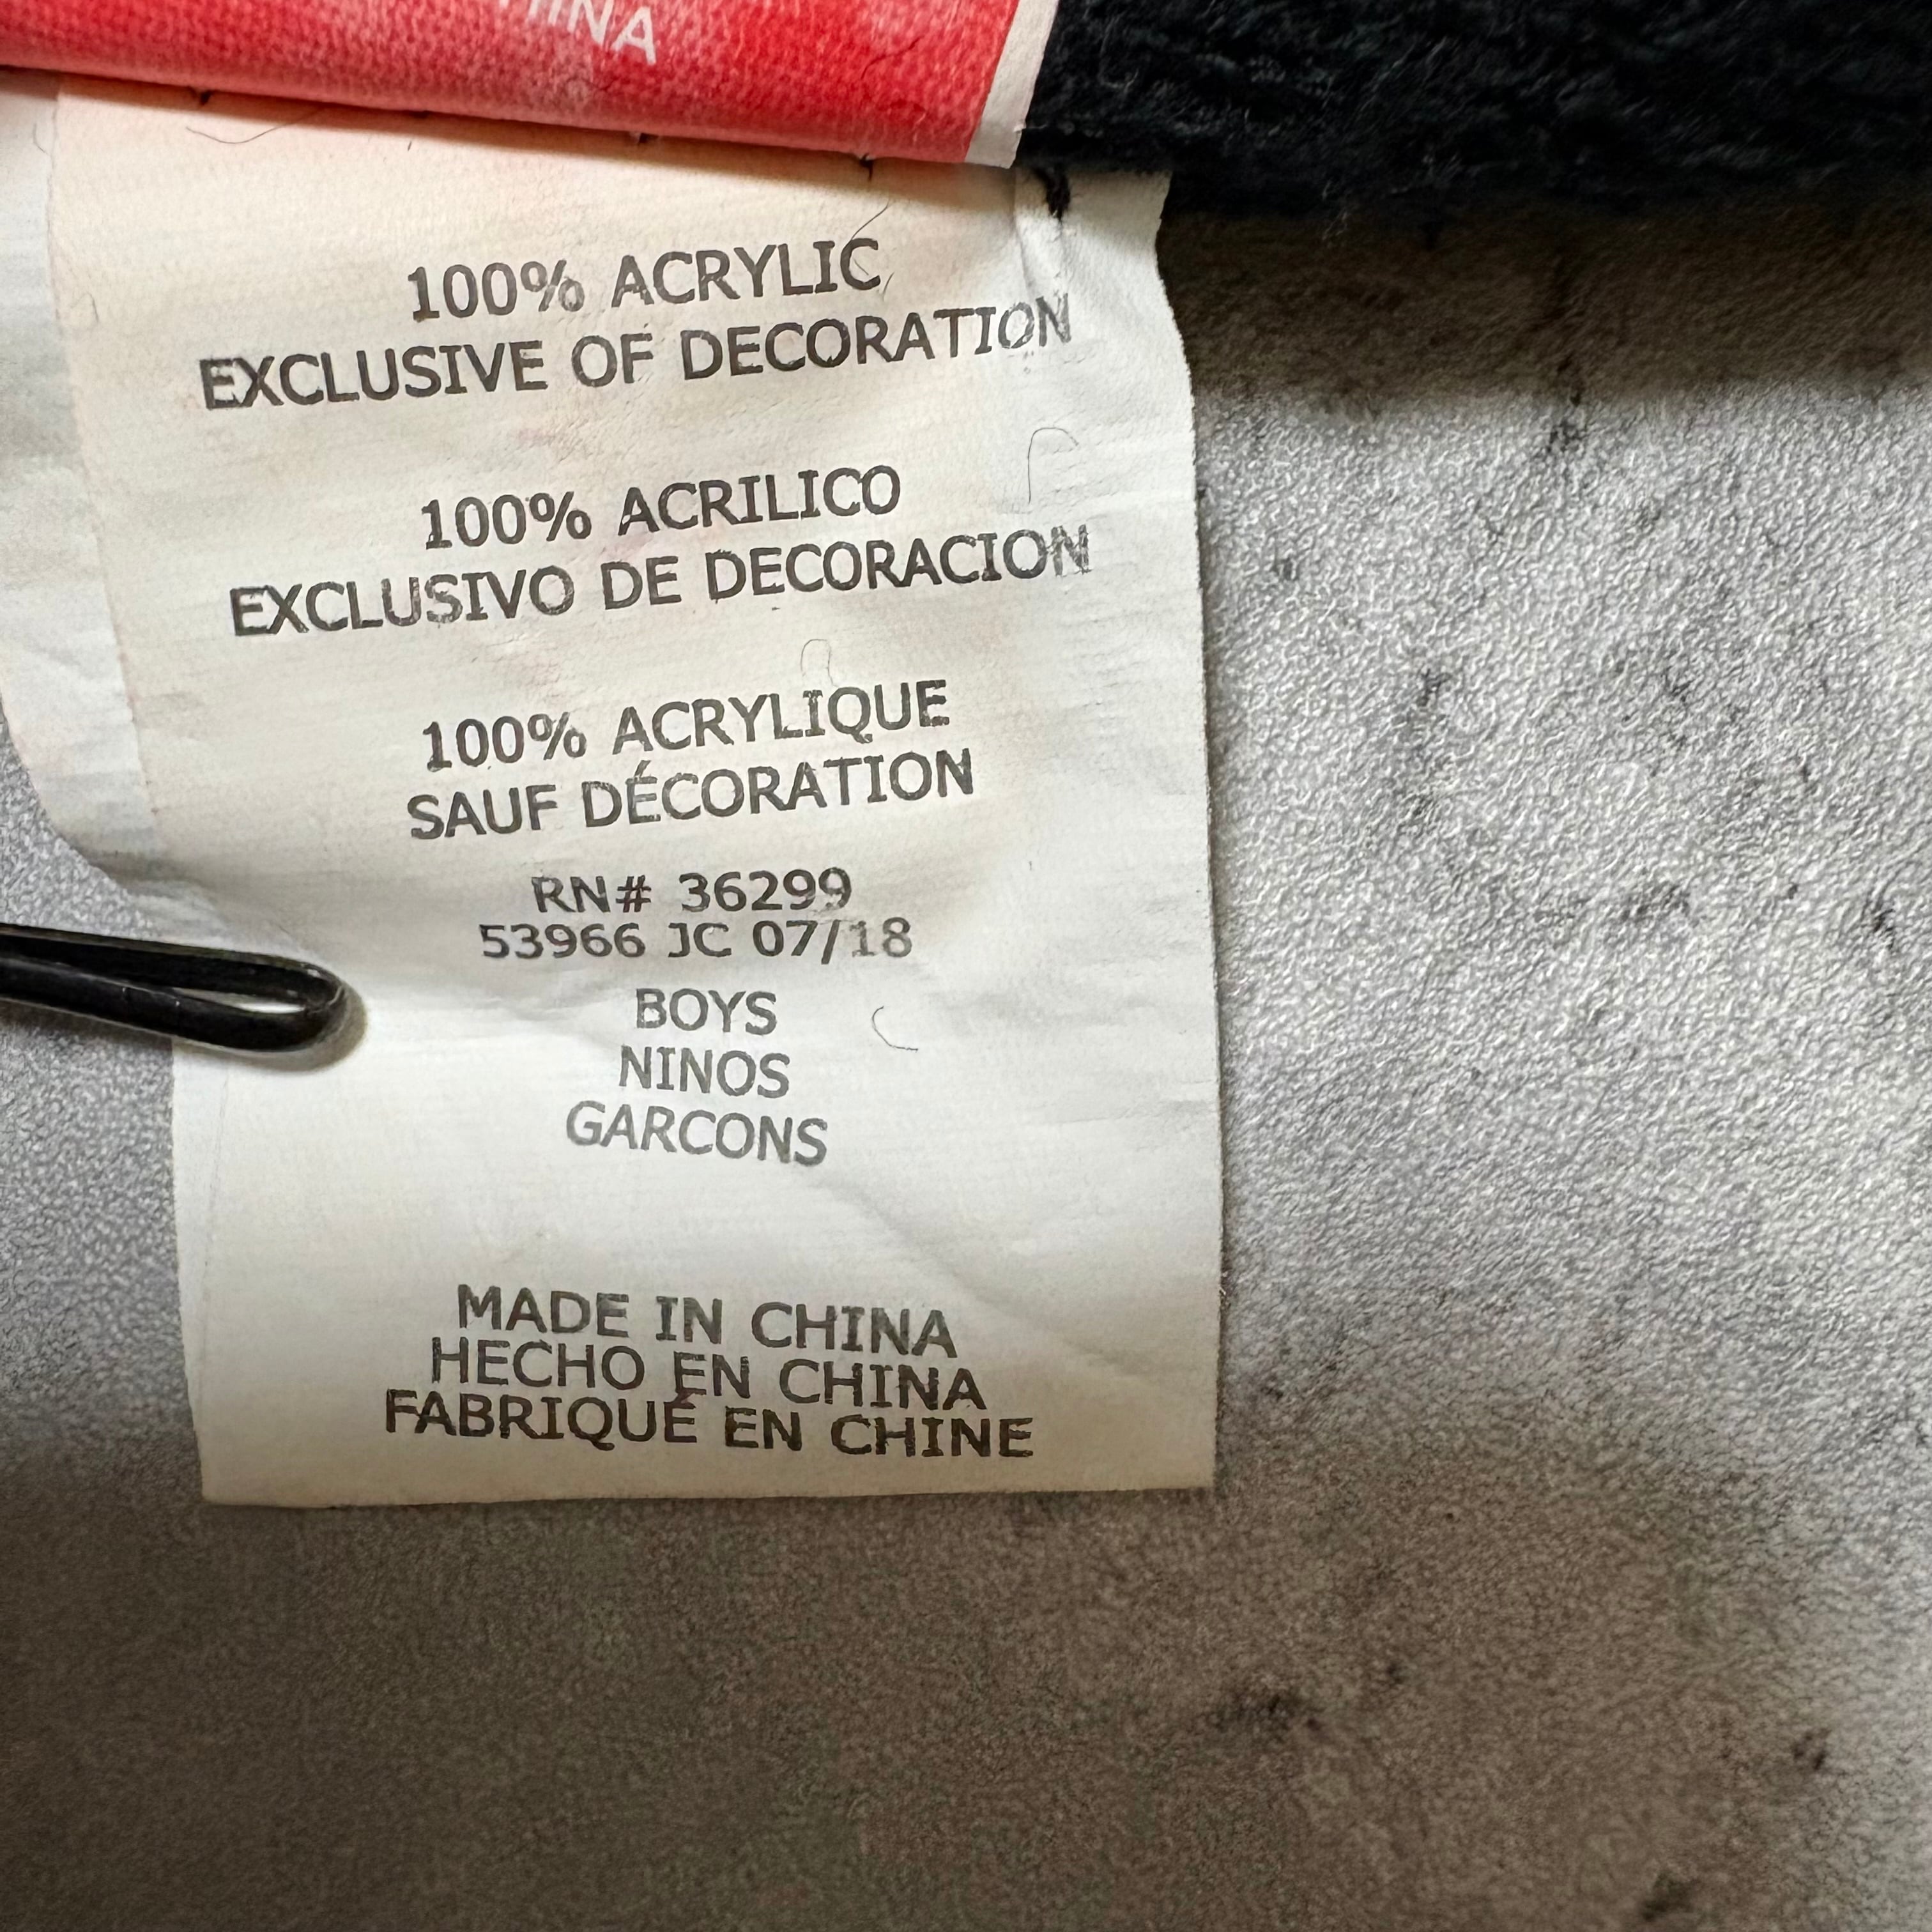 CHINA
100% ACRYLIC
EXCLUSIVE OF DECORATION
100% ACRILICO
EXCLUSIVO DE DECORACION
100% ACRYLIQUE
SAUF DÉCORATION
RN# 36299
53966 JC 07/18
BOYS
NINOS
GARCONS
MADE IN CHINA
HECHO EN CHINA
FABRIQUÉ EN CHINE